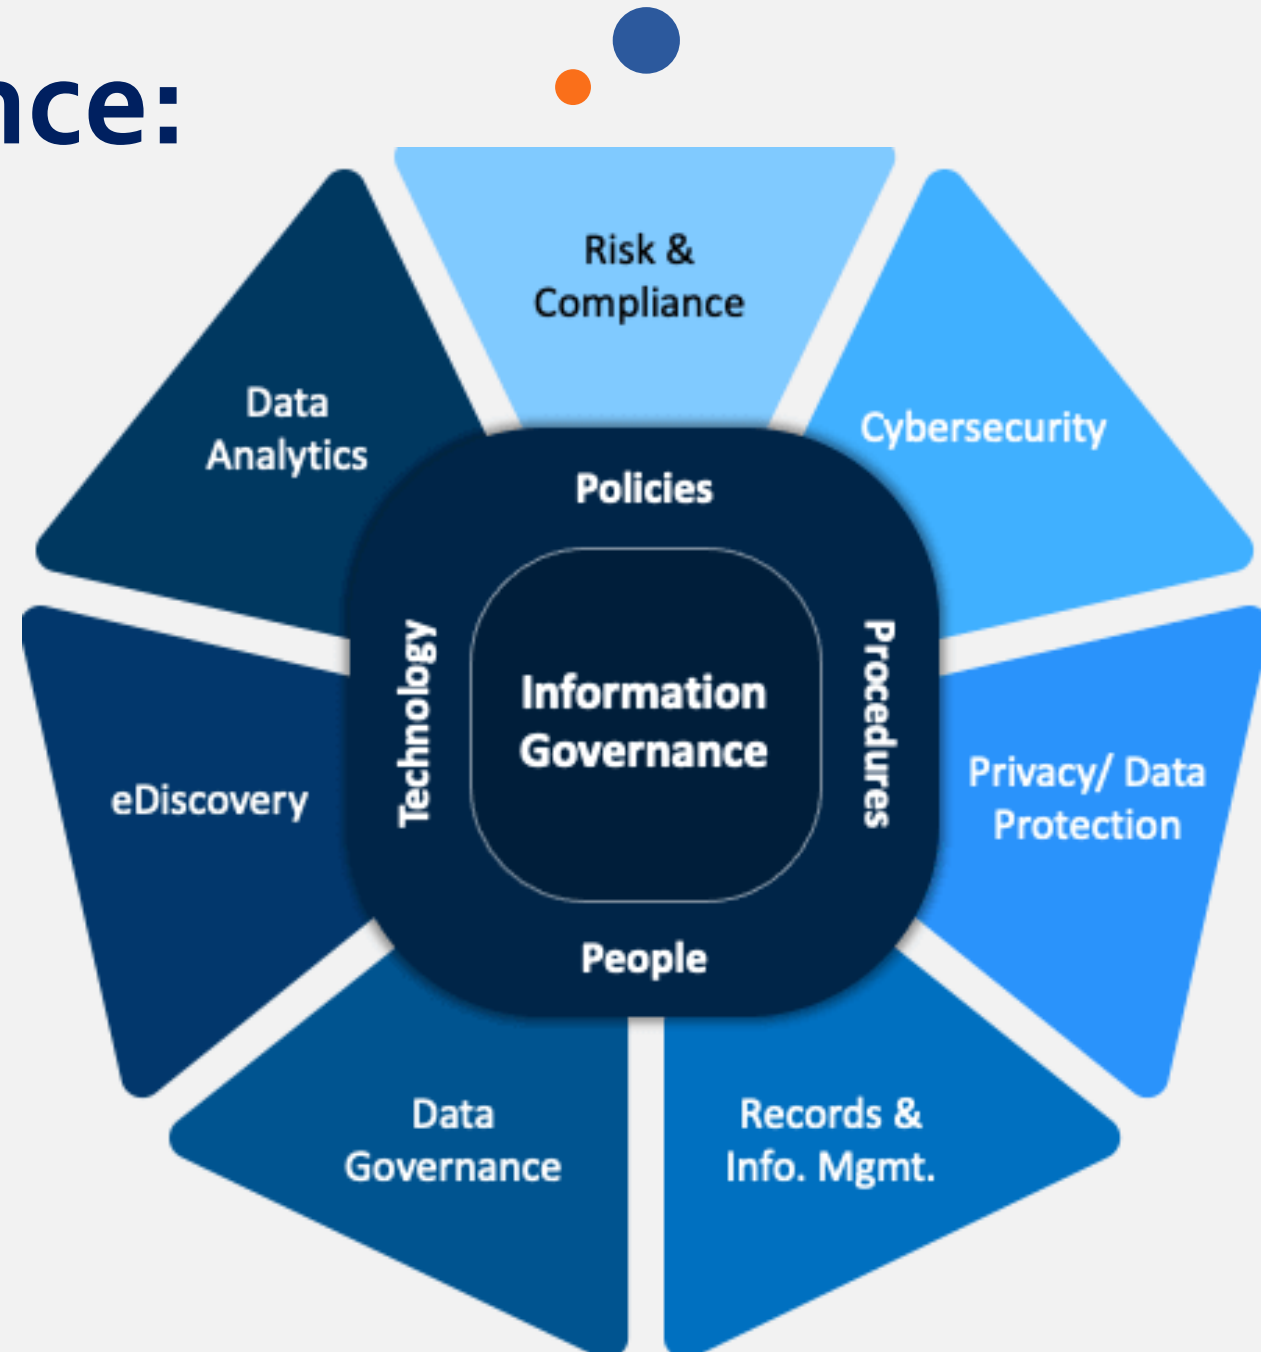 nce:
Risk &
Compliance
Data
Analytics
Cybersecurity
Policies
Technology
Information
Governance
Procedures
Privacy/ Data
Protection
eDiscovery
People
Data
Governance
Records &
Info. Mgmt.